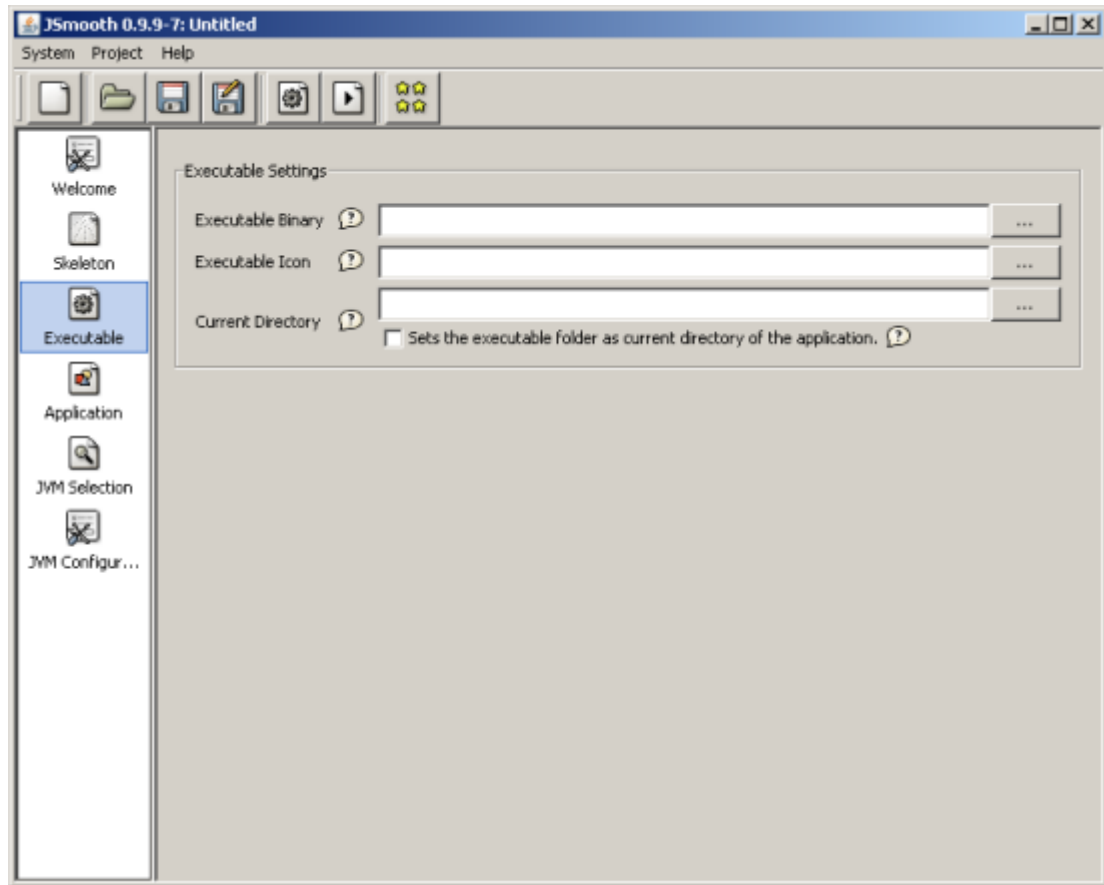 JSmooth 0.9.9-7: Untitled
System Project Help
Welcome
Skeleton
Executable
Application
JVM Selection
JVM Configur...
Executable Settings
Executable Binary ? ...
Executable Icon ? ...
Current Directory ? ...
Sets the executable folder as current directory of the application. ?